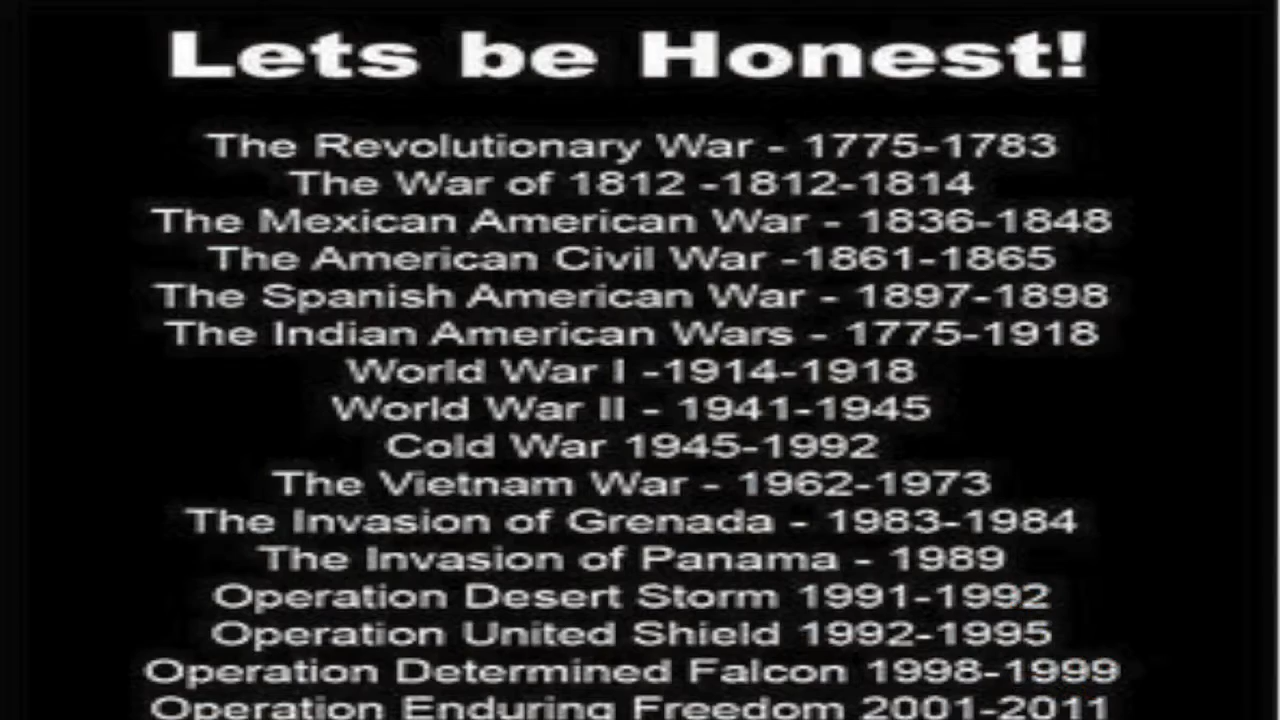 Lets be Honest!
The Revolutionary War - 1775-1783
The War of 1812 -1812-1814
The Mexican American War - 1836-1848
The American Civil War -1861-1865
The Spanish American War - 1897-1898
The Indian American Wars - 1775-1918
World War I -1914-1918
World War II - 1941-1945
Cold War 1945-1992
The Vietnam War - 1962-1973
The Invasion of Grenada - 1983-1984
The Invasion of Panama - 1989
Operation Desert Storm 1991-1992
Operation United Shield 1992-1995
Operation Determined Falcon 1998-1999
Operation Enduring Freedom 2001-2011